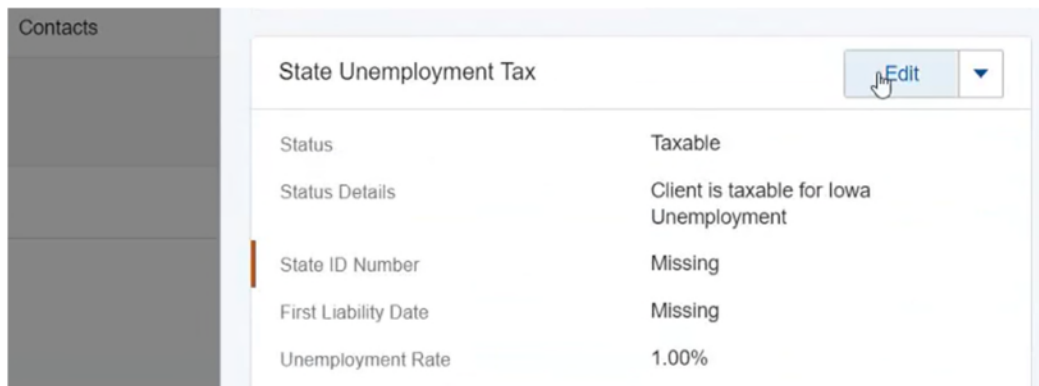 Contacts
State Unemployment Tax
Edit
Status
Taxable
Status Details
Client is taxable for Iowa
Unemployment
State ID Number
Missing
First Liability Date
Missing
Unemployment Rate
1.00%